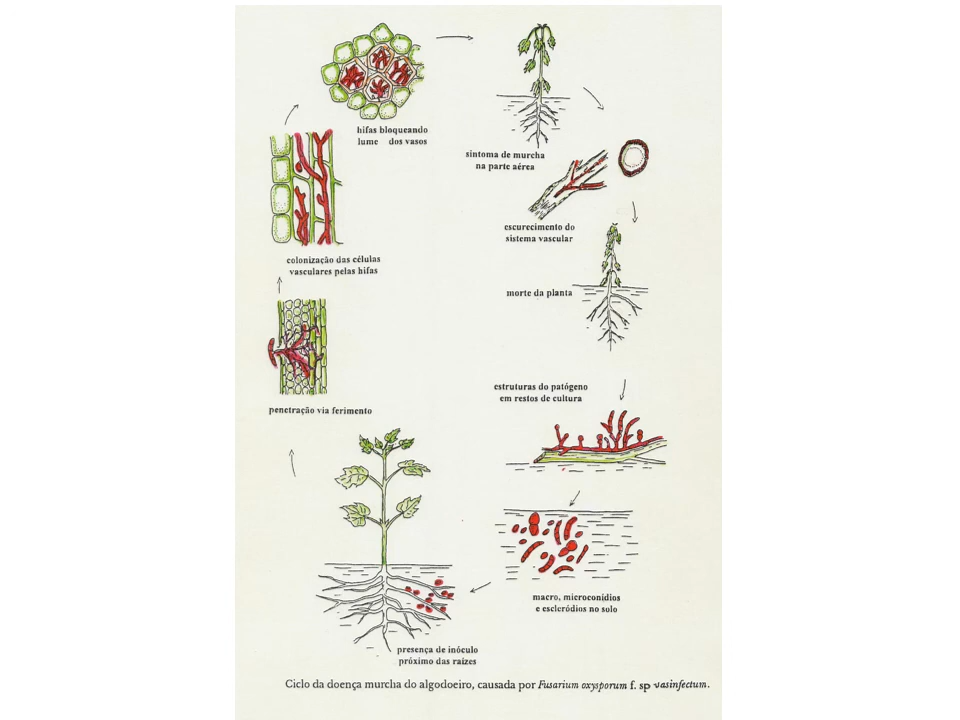 hifas bloqueando
lume dos vasos
sintoma de murcha
na parte aérea
escurecimento do
sistema vascular
colonização das células
vasculares pelas hifas
morte da planta
estruturas do patógeno
em restos de cultura
penetração via ferimento
macro, microconídios
e escleródios no solo
presença de inóculo
próximo das raízes
Ciclo da doença murcha do algodoeiro, causada por Fusarium oxysporum f. sp vasinfectum.